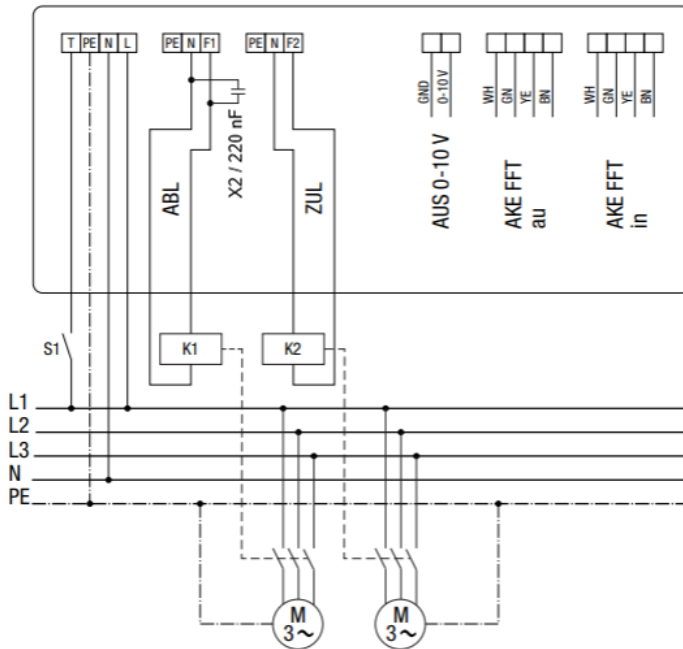 T PE N L
PE N F1
PE N F2
GND
0-10 V
WH
GN
YE
BN
WH
GN
YE
BN
X2 / 220 nF
ABL
ZUL
AUS 0-10 V
AKE FFT
au
AKE FFT
in
S1
K1
K2
L1
L2
L3
N
PE
M
3~
M
3~